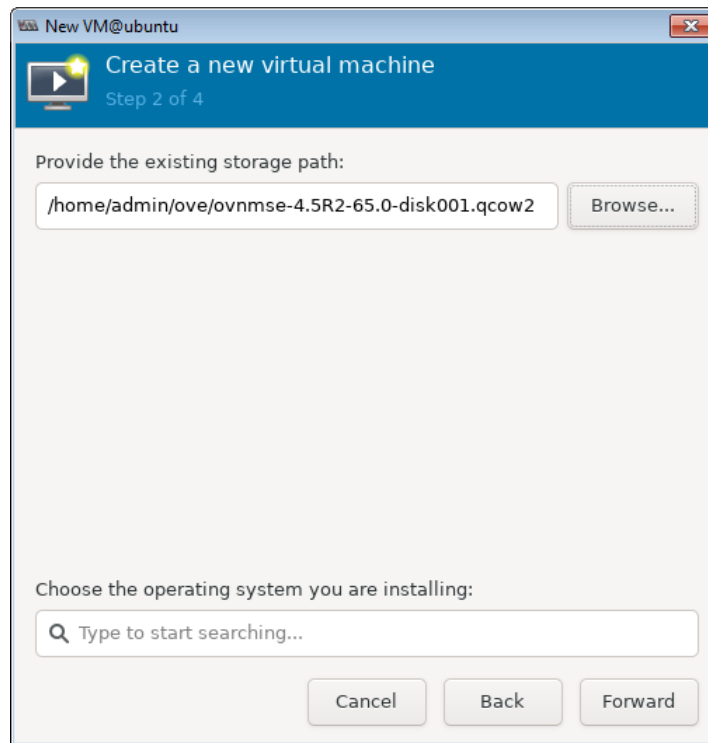 New VM@ubuntu
Create a new virtual machine
Step 2 of 4
Provide the existing storage path:
/home/admin/ove/ovnmse-4.5R2-65.0-disk001.qcow2
Browse...
Choose the operating system you are installing:
Type to start searching...
Cancel Back Forward